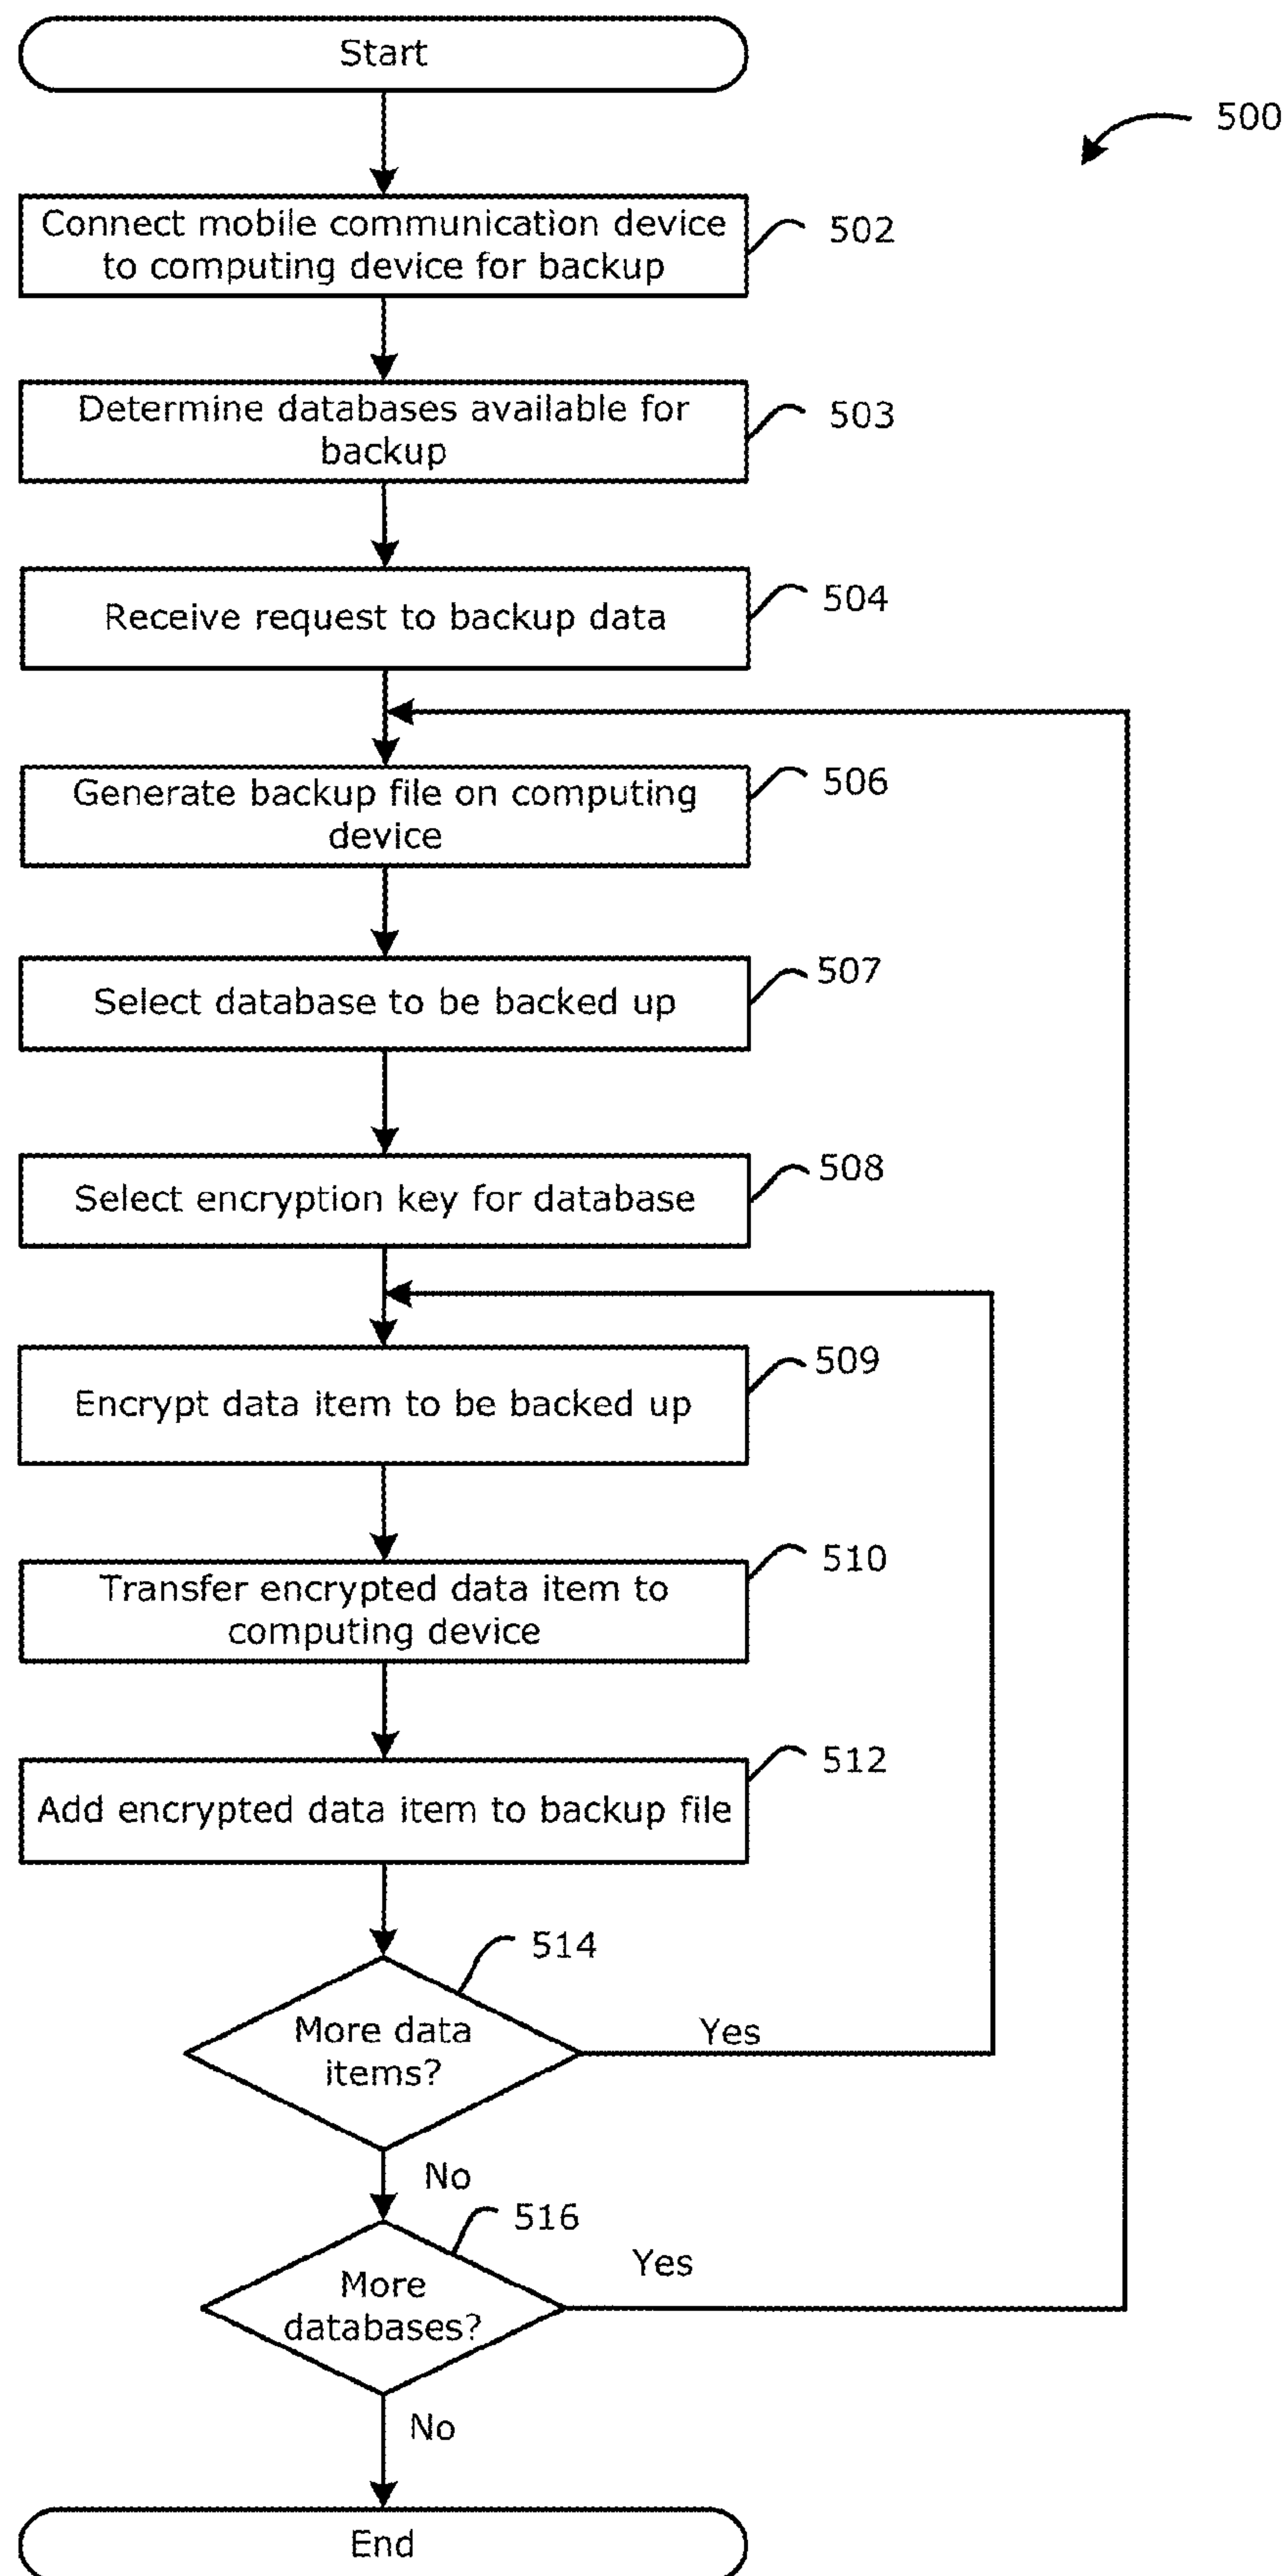 Start
500
Connect mobile communication device
to computing device for backup
502
Determine databases available for
backup
503
Receive request to backup data
504
Generate backup file on computing
device
506
Select database to be backed up
507
Select encryption key for database
508
Encrypt data item to be backed up
509
Transfer encrypted data item to
computing device
510
Add encrypted data item to backup file
512
514
More data
items?
Yes
No
516
More
databases?
Yes
No
End